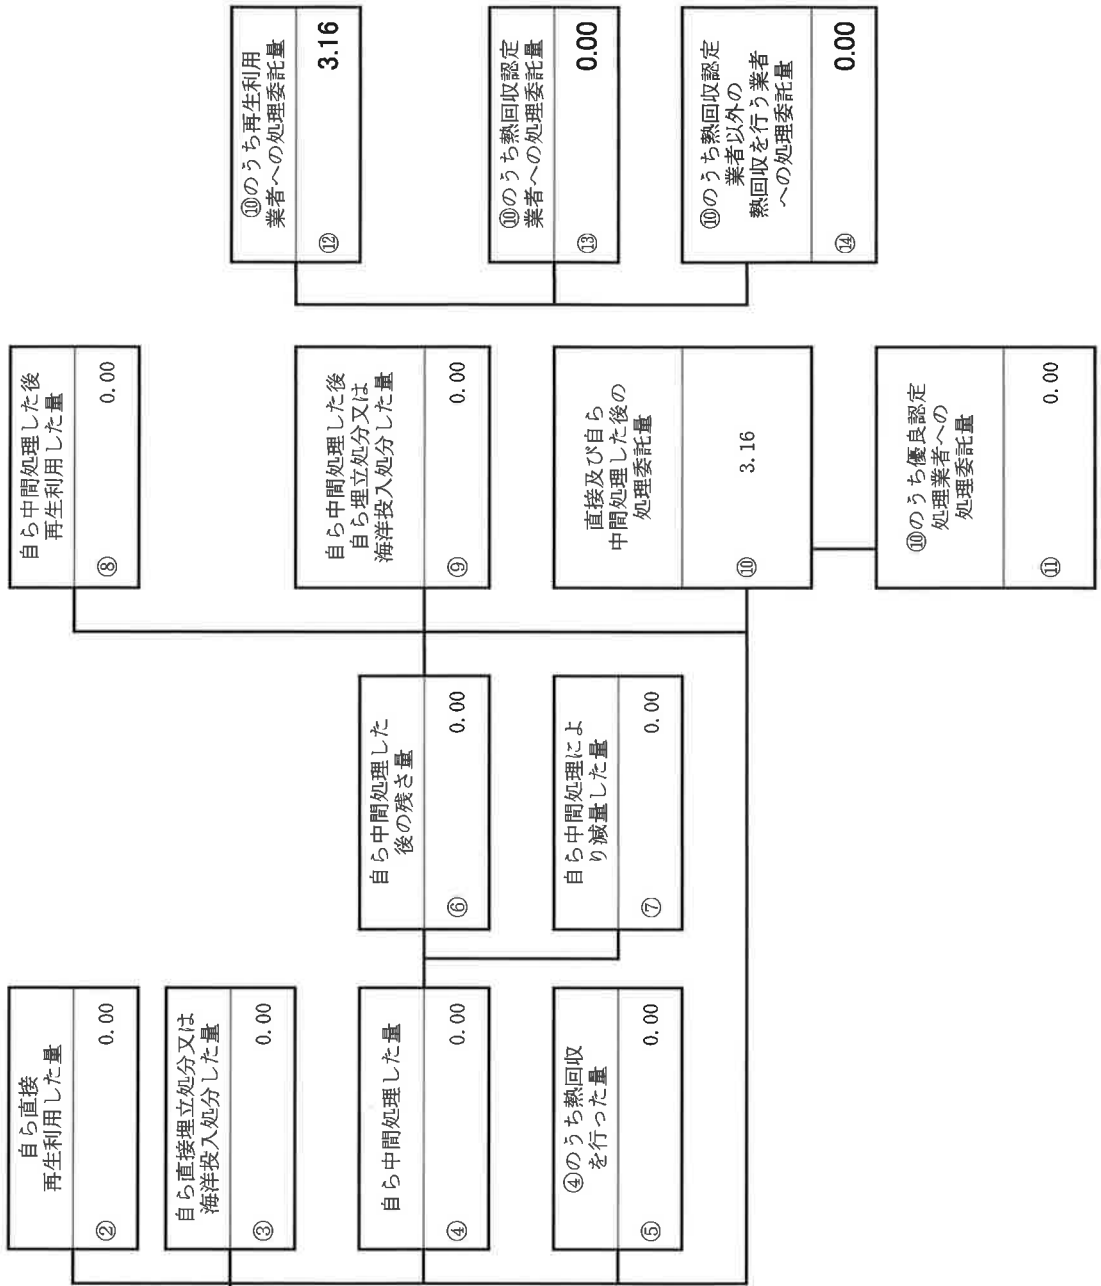 自ら直接
再生利用した量
② 0.00
自ら直接埋立処分又は
海洋投入処分した量
③ 0.00
自ら中間処理した量
④ 0.00
④のうち熱回収
を行った量
⑤ 0.00
自ら中間処理した
後の残さ量
⑥ 0.00
自ら中間処理によ
り減量した量
⑦ 0.00
自ら中間処理した後
再生利用した量
⑧ 0.00
自ら中間処理した後
自ら埋立処分又は
海洋投入処分した量
⑨ 0.00
直接及び自ら
中間処理した後の
処理委託量
⑩ 3.16
⑩のうち優良認定
処理業者への
処理委託量
⑪ 0.00
⑩のうち再生利用
業者への処理委託量
⑫ 3.16
⑩のうち熱回収認定
業者への処理委託量
⑬ 0.00
⑩のうち熱回収認定
業者以外の
熱回収を行う業者
への処理委託量
⑭ 0.00